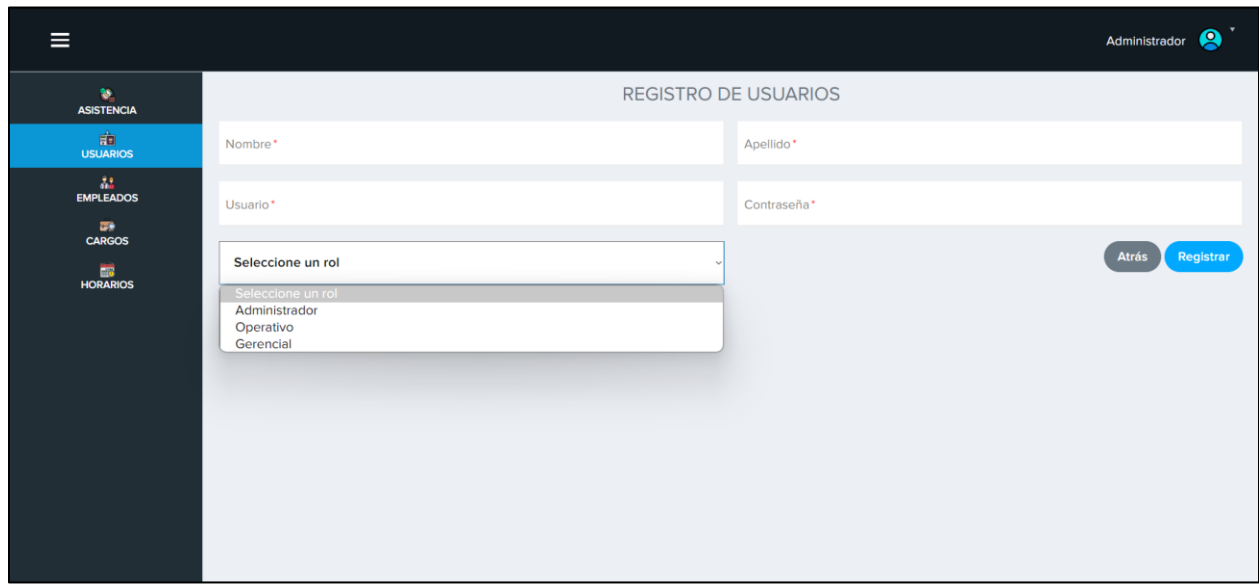 Administrador
ASISTENCIA
USUARIOS
EMPLEADOS
CARGOS
HORARIOS
REGISTRO DE USUARIOS
Nombre* Apellido*
Usuario* Contraseña*
Seleccione un rol Atrás Registrar
Seleccione un rol
Administrador
Operativo
Gerencial